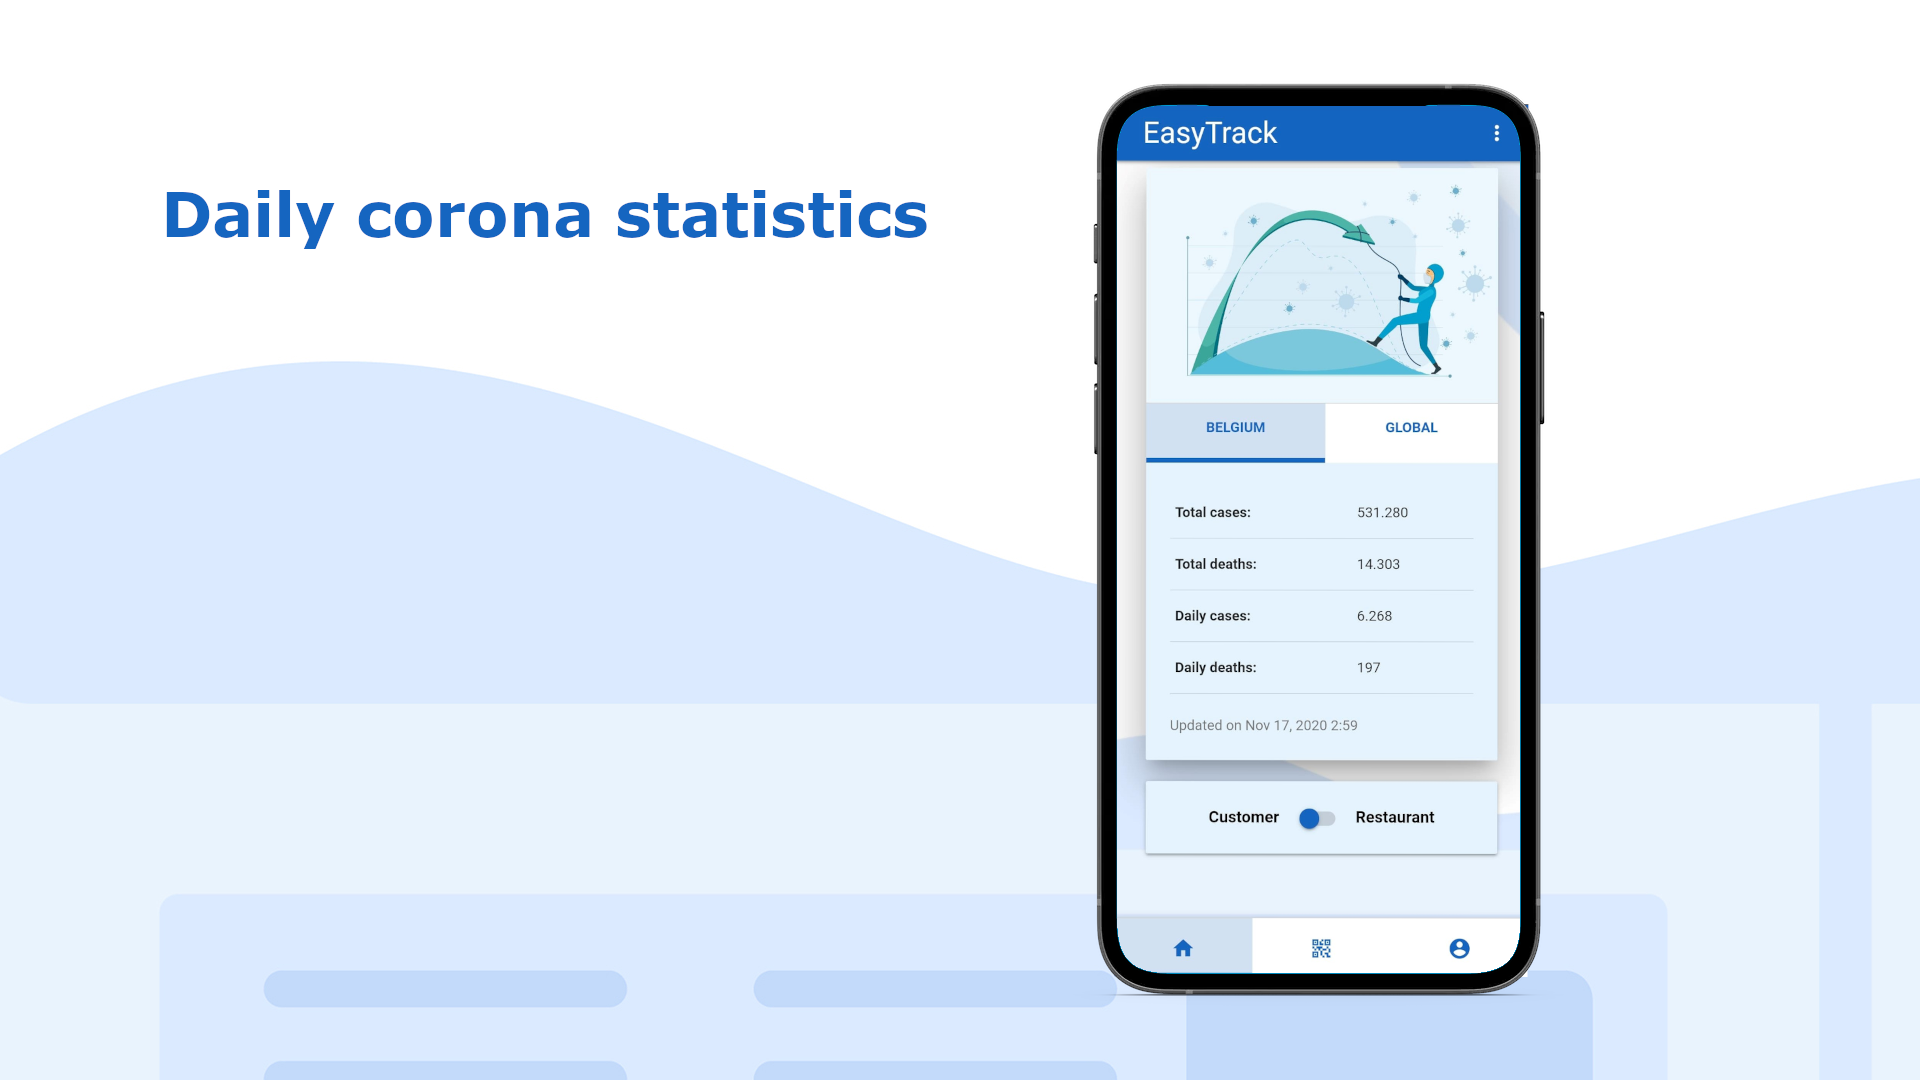 Daily corona statistics
EasyTrack
BELGIUM GLOBAL
Total cases: 531.280
Total deaths: 14.303
Daily cases: 6.268
Daily deaths: 197
Updated on Nov 17, 2020 2:59
Customer Restaurant